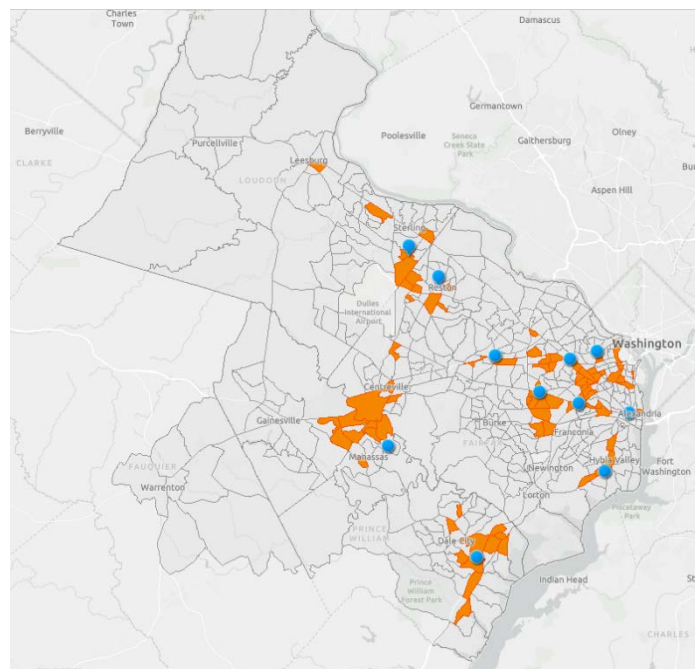 Charles
Town
Park
Damascus
Germantown
Berryville
Poolesville
Seneca
Creek State
Park
Gaithersburg
Olney
Purcellville
CLARKE
Leesburg
Aspen Hill
LOUDOUN
Sterling
Reston
Dulles
International
Airport
Washington
Centreville
Gainesville
Alexandria
Burke
Franconia
FAIRFAX
Manassas
FAUQUIER
Newington
Hybla Valley
Fort
Washington
Warrenton
Lorton
Piscataway
Park
PRINCE
WILLIAM
Dale City
Prince
William
Forest Park
Indian Head
CHARLES